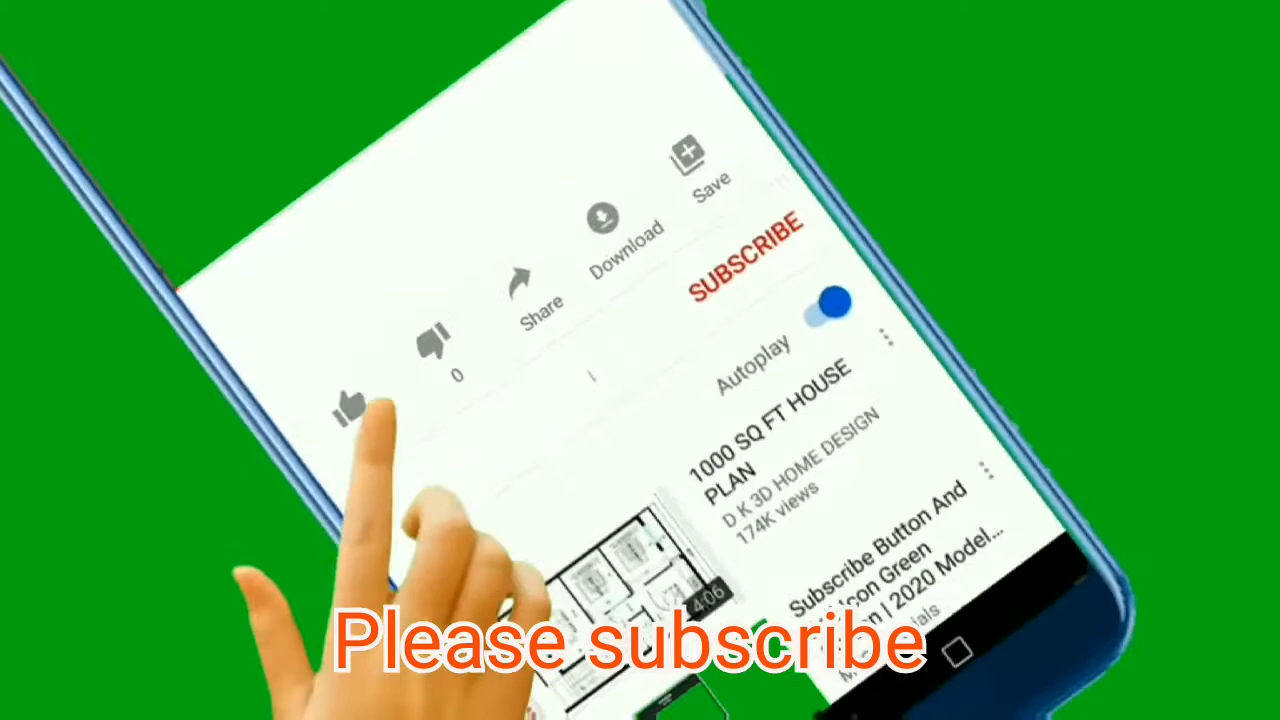 Save
Download
Share
0
SUBSCRIBE
Autoplay
1000 SQ FT HOUSE
PLAN
D K 3D HOME DESIGN
174K views
4:06
Subscribe Button And
Icon Green
2020 Model...
Please subscribe